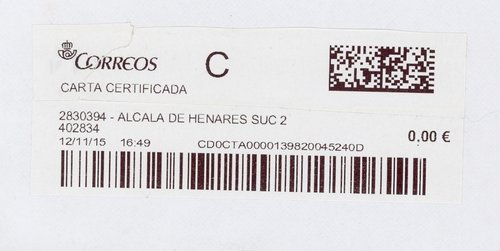 CORREOS
C
CARTA CERTIFICADA
2830394 - ALCALA DE HENARES SUC 2
402834
0.00 €
12/11/15 16:49 CD0CTA0000139820045240D